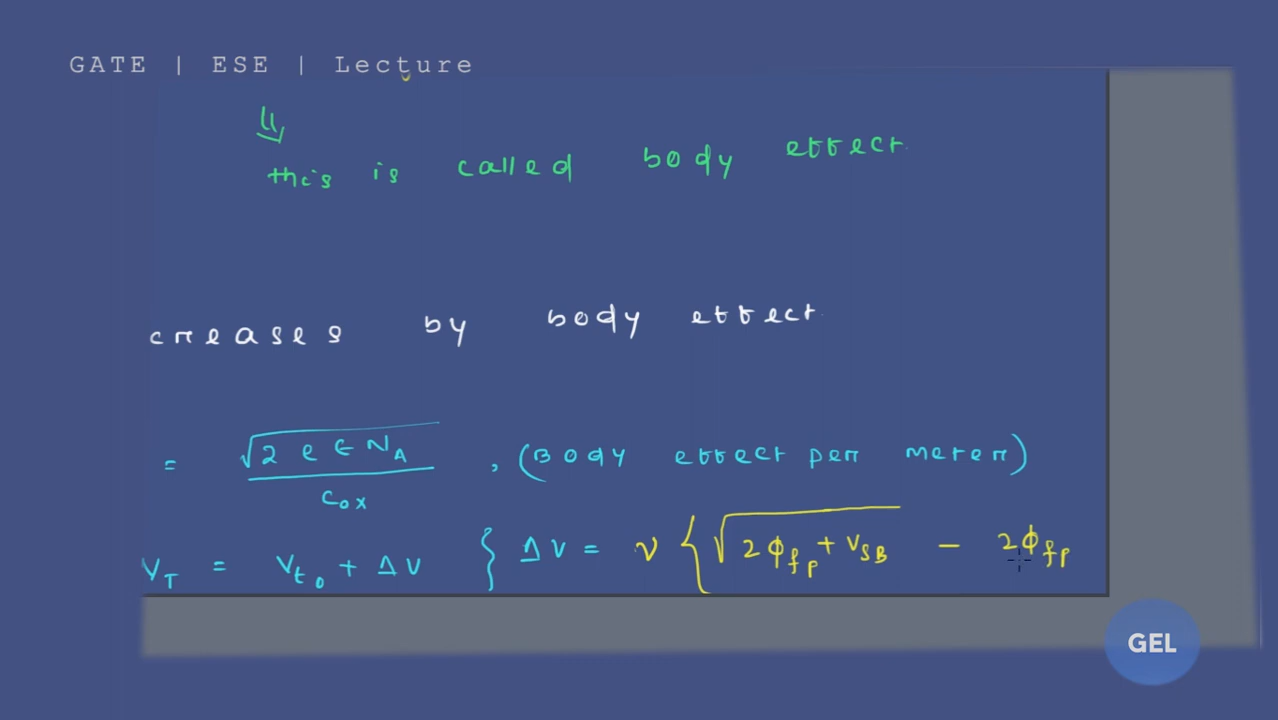 GATE | ESE | Lecture
this is called body effect
creases by body effect
= √2 e ∈ N_A / C_ox , (Body effect per meter)
V_T = V_t0 + ΔV } ΔV = γ { √2ϕ_fp + V_SB − 2ϕ_fp
GEL